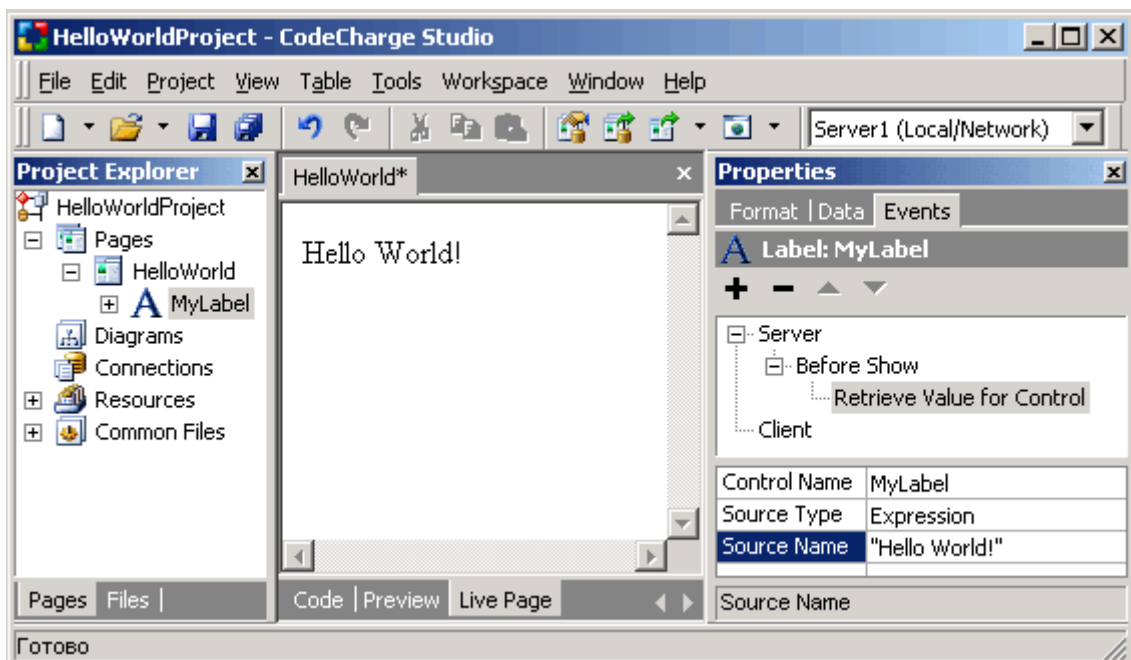 HelloWorldProject - CodeCharge Studio
File Edit Project View Table Tools Workspace Window Help
Server1 (Local/Network)
Project Explorer
HelloWorldProject
Pages
HelloWorld
MyLabel
Diagrams
Connections
Resources
Common Files
Pages Files
HelloWorld*
Hello World!
Code Preview Live Page
Properties
Format Data Events
A Label: MyLabel
Server
Before Show
Retrieve Value for Control
Client
Control Name MyLabel
Source Type Expression
Source Name "Hello World!"
Source Name
Готово